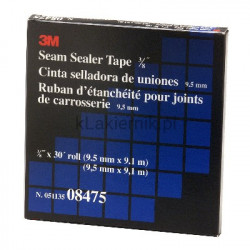 3M
Seam Sealer Tape 3/8"
Cinta selladora de uniones 9.5 mm
Ruban d'étanchéité pour joints
de carrosserie 9,5 mm
kLakiernik.pl
3/8" x 30' roll (9.5 mm x 9.1 m)
(9,5 mm x 9,1 m)
N. 051135 08475